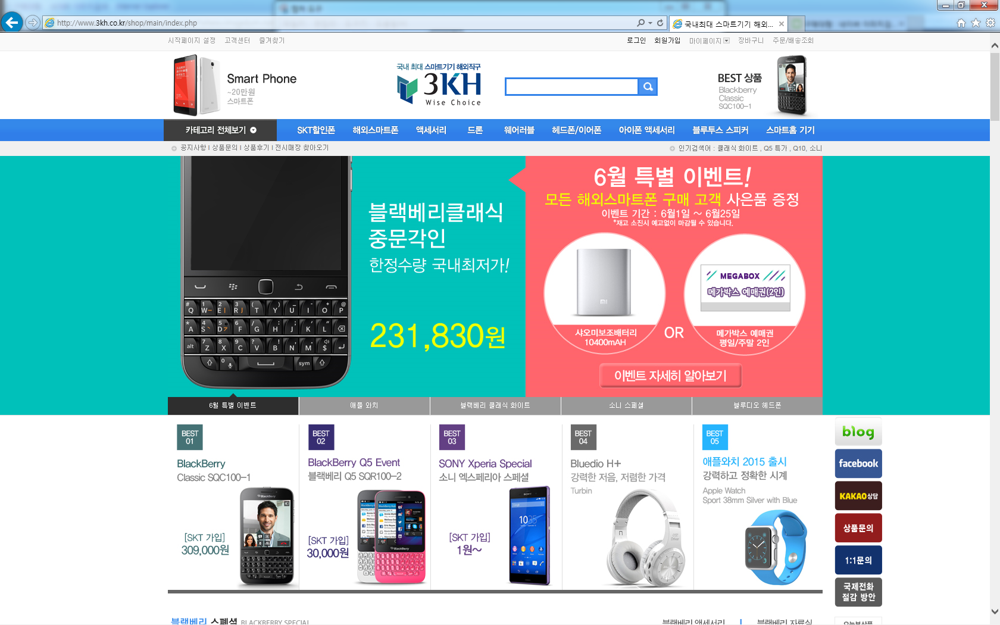 http://www.3kh.co.kr/shop/main/index.php
국내최대 스마트기기 해외...
시작페이지 설정 고객센터 즐겨찾기
로그인 회원가입 마이페이지 장바구니 주문/배송조회
Smart Phone
~20만원
스마트폰
국내 최대 스마트기기 해외직구
3KH
Wise Choice
BEST 상품
Blackberry
Classic
SQC100-1
카테고리 전체보기
SKT할인폰 해외스마트폰 액세서리 드론 웨어러블 헤드폰/이어폰 아이폰 액세서리 블루투스 스피커 스마트홈 기기
공지사항 | 상품문의 | 상품후기 | 전시매장 찾아오기
인기검색어 : 클래식 화이트 , Q5 특가 , Q10, 소니
블랙베리클래식
중문각인
한정수량 국내최저가!
231,830원
6월 특별 이벤트!
모든 해외스마트폰 구매 고객 사은품 증정
이벤트 기간 : 6월1일 ~ 6월25일
*재고 소진시 예고없이 마감될 수 있습니다.
샤오미보조배터리
10400mAH
OR
MEGABOX
메가박스 예매권(2인)
메가박스 예매권
평일/주말 2인
이벤트 자세히 알아보기
6월 특별 이벤트
애플 와치
블랙베리 클래식 화이트
소니 스페셜
블루디오 헤드폰
BEST
01
BlackBerry
Classic SQC100-1
[SKT 가입]
309,000원
BEST
02
BlackBerry Q5 Event
블랙베리 Q5 SQR100-2
[SKT 가입]
30,000원
BEST
03
SONY Xperia Special
소니 엑스페리아 스페셜
[SKT 가입]
1원~
BEST
04
Bluedio H+
강력한 저음, 저렴한 가격
Turbin
BEST
05
애플와치 2015 출시
강력하고 정확한 시계
Apple Watch
Sport 38mm Silver with Blue
blog
facebook
KAKAO상담
상품문의
1:1문의
국제전화
절감 방안
블랙베리 스페셜 BLACKBERRY SPECIAL
블랙베리 액세서리 | 블랙베리 자료실
오늘본상품